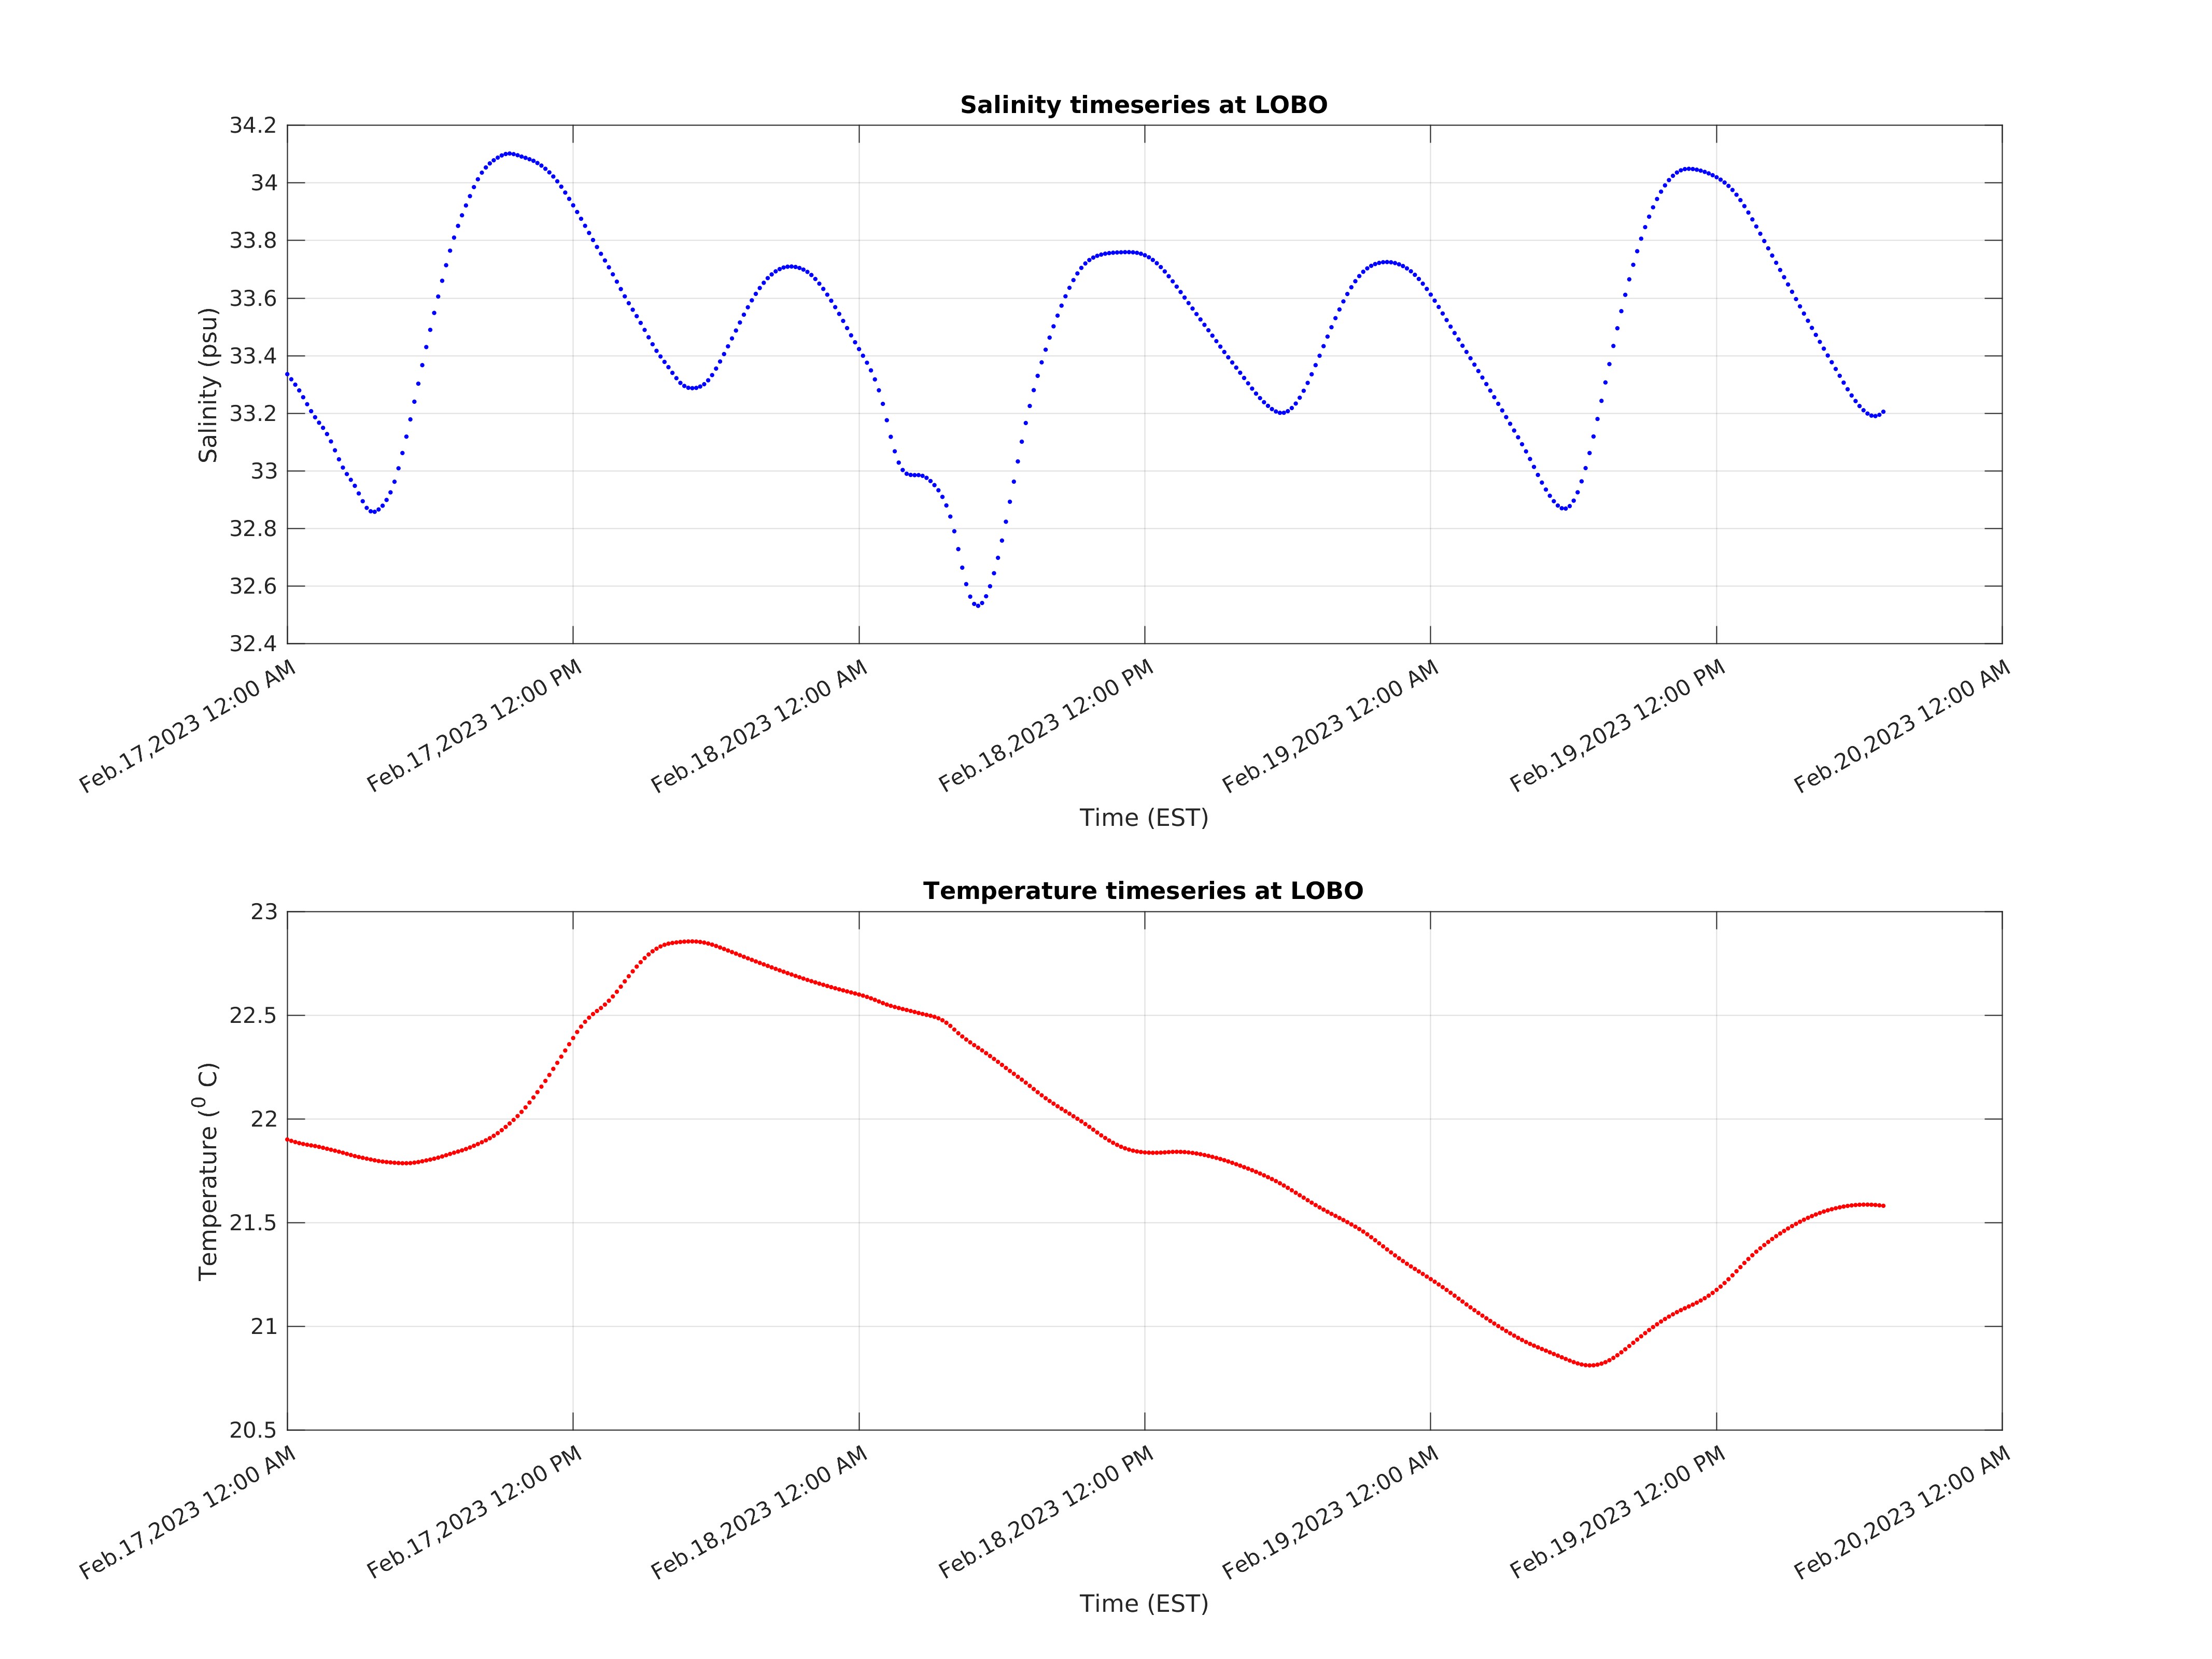 Salinity timeseries at LOBO
34.2
34
33.8
33.6
33.4
33.2
33
32.8
32.6
32.4
Salinity (psu)
Feb.17,2023 12:00 AM
Feb.17,2023 12:00 PM
Feb.18,2023 12:00 AM
Feb.18,2023 12:00 PM
Feb.19,2023 12:00 AM
Feb.19,2023 12:00 PM
Feb.20,2023 12:00 AM
Time (EST)
Temperature timeseries at LOBO
23
22.5
22
21.5
21
20.5
Temperature (⁰ C)
Feb.17,2023 12:00 AM
Feb.17,2023 12:00 PM
Feb.18,2023 12:00 AM
Feb.18,2023 12:00 PM
Feb.19,2023 12:00 AM
Feb.19,2023 12:00 PM
Feb.20,2023 12:00 AM
Time (EST)